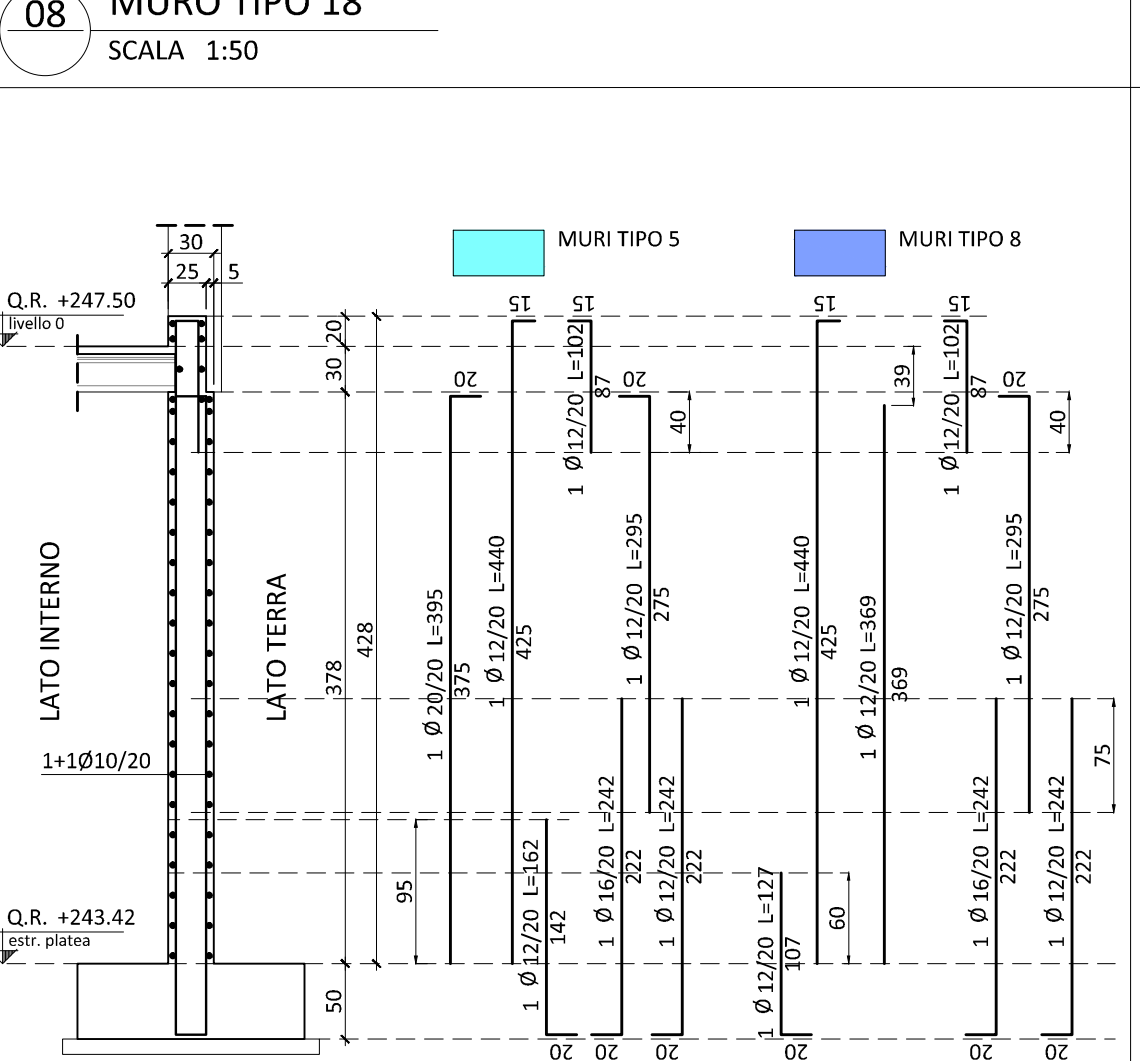 08
MURO TIPO 18
SCALA 1:50
MURI TIPO 5
MURI TIPO 8
30
25
5
Q.R. +247.50
livello 0
20
30
378
428
50
LATO INTERNO
LATO TERRA
1+1Ø10/20
Q.R. +243.42
estr. platea
95
20
1 Ø 20/20 L=395
375
15
1 Ø 12/20 L=440
425
1 Ø 12/20 L=162
142
20
15
1 Ø 12/20 L=102
87
20
1 Ø 12/20 L=295
275
40
1 Ø 16/20 L=242
222
20
1 Ø 12/20 L=242
222
20
1 Ø 12/20 L=127
107
20
60
15
1 Ø 12/20 L=440
425
1 Ø 12/20 L=369
369
39
15
1 Ø 12/20 L=102
87
20
1 Ø 12/20 L=295
275
40
1 Ø 16/20 L=242
222
20
1 Ø 12/20 L=242
222
20
75